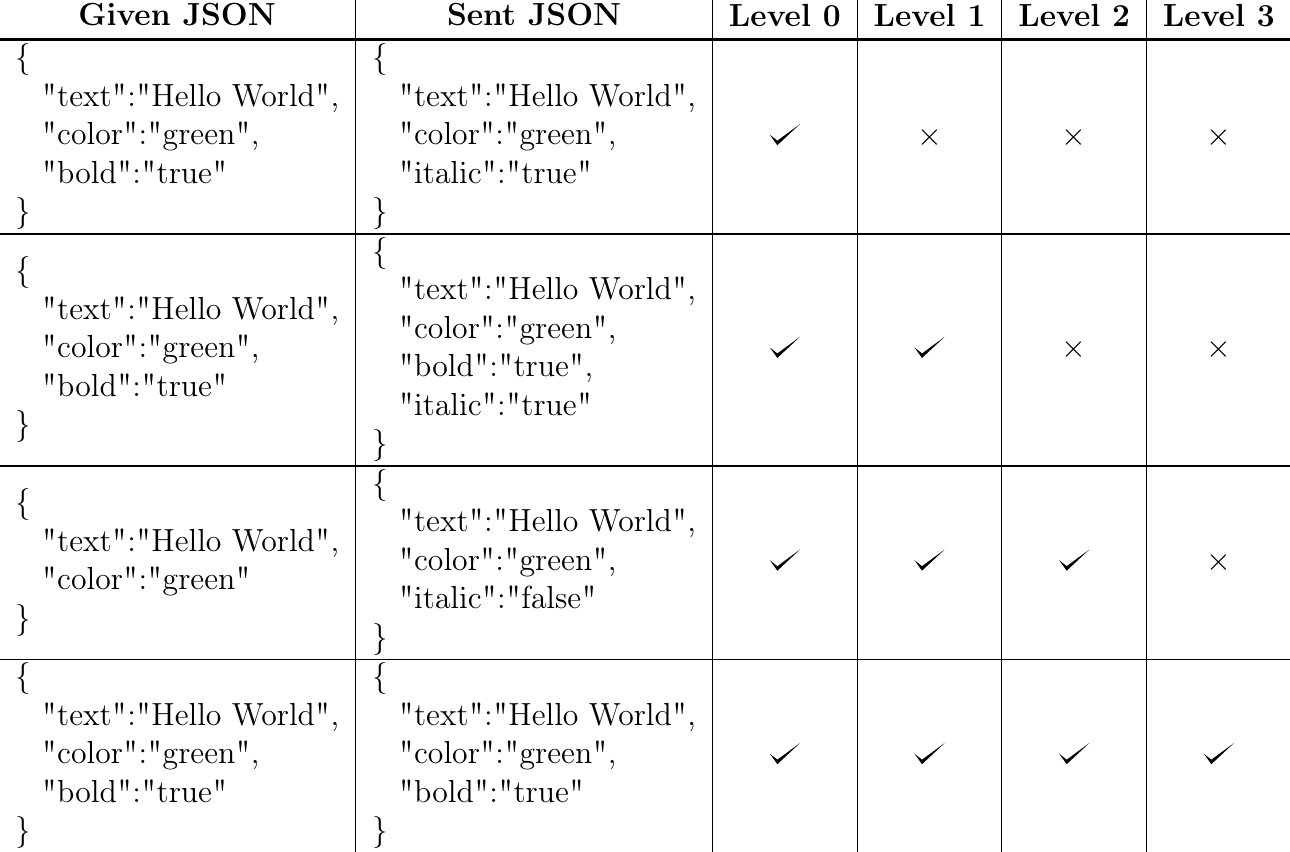 Given JSON Sent JSON Level 0 Level 1 Level 2 Level 3
{
"text":"Hello World",
"color":"green",
"bold":"true"
}
{
"text":"Hello World",
"color":"green",
"italic":"true"
}
✓ × × ×
{
"text":"Hello World",
"color":"green",
"bold":"true"
}
{
"text":"Hello World",
"color":"green",
"bold":"true",
"italic":"true"
}
✓ ✓ × ×
{
"text":"Hello World",
"color":"green"
}
{
"text":"Hello World",
"color":"green",
"italic":"false"
}
✓ ✓ ✓ ×
{
"text":"Hello World",
"color":"green",
"bold":"true"
}
{
"text":"Hello World",
"color":"green",
"bold":"true"
}
✓ ✓ ✓ ✓